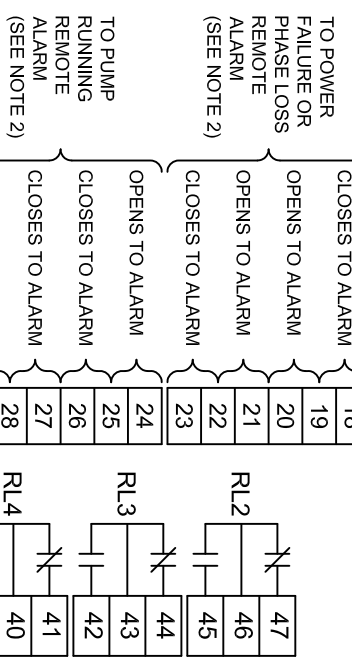 TO POWER
FAILURE OR
PHASE LOSS
REMOTE
ALARM
(SEE NOTE 2)
TO PUMP
RUNNING
REMOTE
ALARM
(SEE NOTE 2)
CLOSES TO ALARM
OPENS TO ALARM
OPENS TO ALARM
CLOSES TO ALARM
OPENS TO ALARM
CLOSES TO ALARM
CLOSES TO ALARM
18
19
20
21
22
23
24
25
26
27
28
RL2
RL3
RL4
47
46
45
44
43
42
41
40